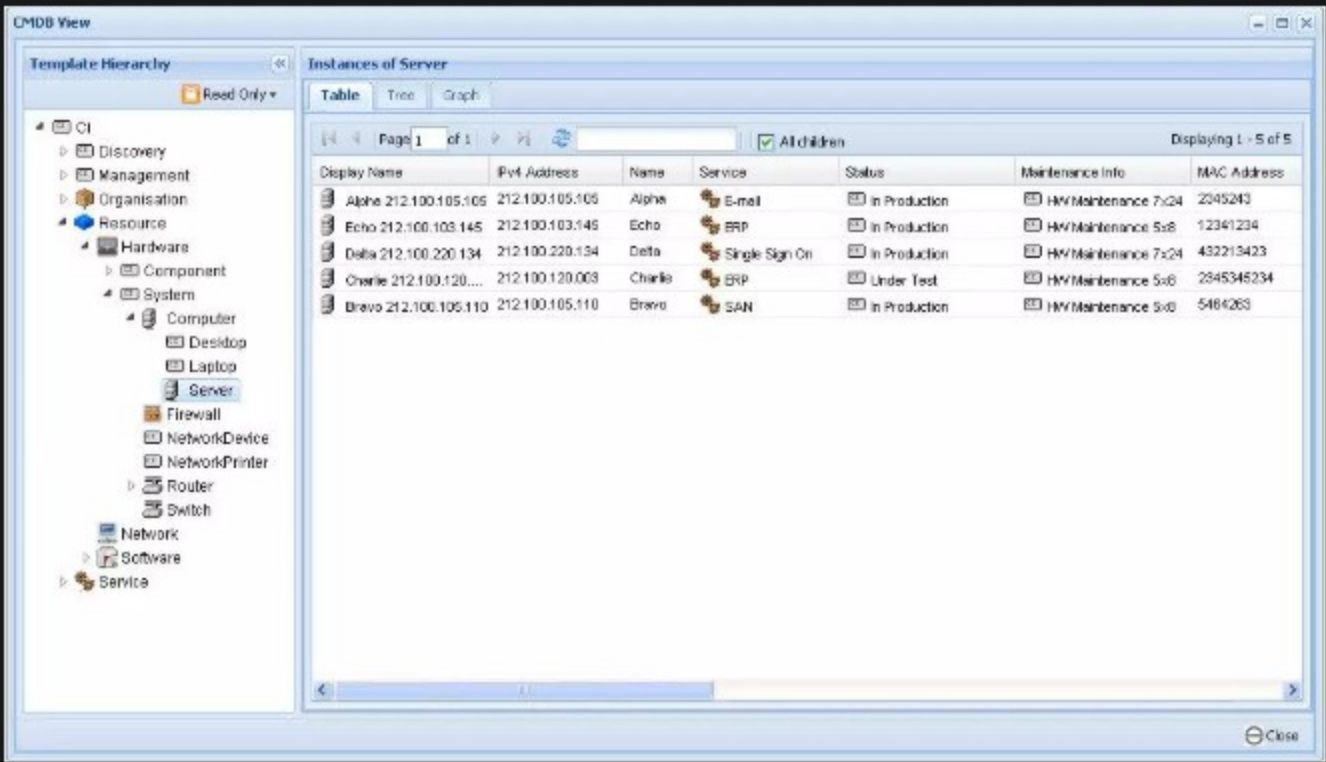 CMDB View
Template Hierarchy
Read Only
CI
Discovery
Management
Organisation
Resource
Hardware
Component
System
Computer
Desktop
Laptop
Server
Firewall
NetworkDevice
NetworkPrinter
Router
Switch
Network
Software
Service
Instances of Server
Table Tree Graph
Page 1 of 1 All children Displaying 1 - 5 of 5
Display Name IPv4 Address Name Service Status Maintenance Info MAC Address
Alpha 212.100.105.105 212.100.105.105 Alpha E-mail In Production HW Maintenance 7x24 2345243
Echo 212.100.103.145 212.100.103.145 Echo ERP In Production HW Maintenance 5x8 12341234
Delta 212.100.220.134 212.100.220.134 Delta Single Sign On In Production HW Maintenance 7x24 432213423
Charlie 212.100.120.... 212.100.120.003 Charlie ERP Under Test HW Maintenance 5x8 2345345234
Bravo 212.100.105.110 212.100.105.110 Bravo SAN In Production HW Maintenance 5x8 5464263
Close